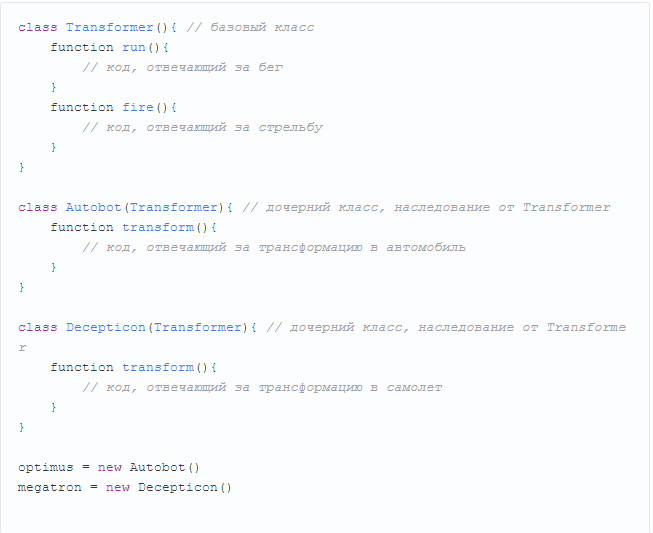 class Transformer(){ // базовый класс
    function run(){
        // код, отвечающий за бег
    }
    function fire(){
        // код, отвечающий за стрельбу
    }
}

class Autobot(Transformer){ // дочерний класс, наследование от Transformer
    function transform(){
        // код, отвечающий за трансформацию в автомобиль
    }
}

class Decepticon(Transformer){ // дочерний класс, наследование от Transforme
r
    function transform(){
        // код, отвечающий за трансформацию в самолет
    }
}

optimus = new Autobot()
megatron = new Decepticon()